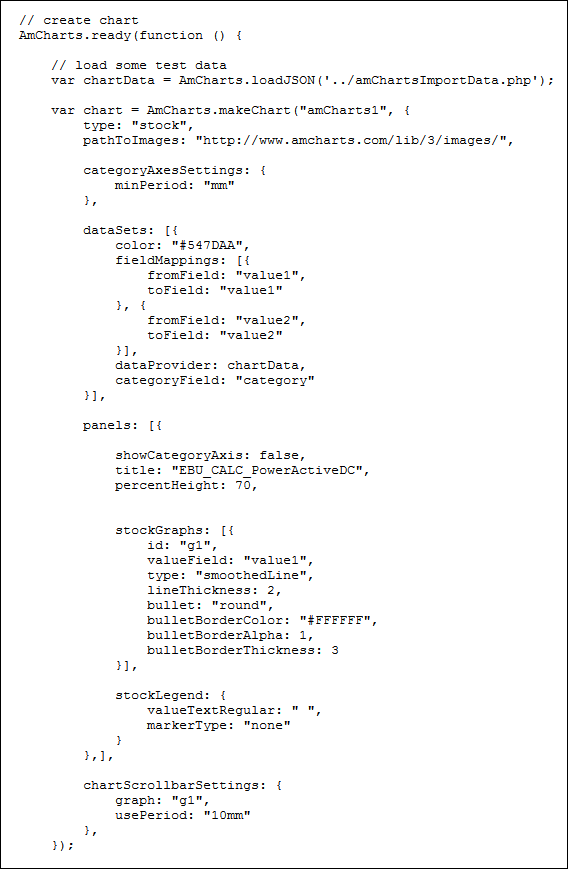 // create chart
AmCharts.ready(function () {
// load some test data
var chartData = AmCharts.loadJSON('../amChartsImportData.php');
var chart = AmCharts.makeChart("amCharts1", {
type: "stock",
pathToImages: "http://www.amcharts.com/lib/3/images/",
categoryAxesSettings: {
minPeriod: "mm"
},
dataSets: [{
color: "#547DAA",
fieldMappings: [{
fromField: "value1",
toField: "value1"
}, {
fromField: "value2",
toField: "value2"
}],
dataProvider: chartData,
categoryField: "category"
}],
panels: [{
showCategoryAxis: false,
title: "EBU_CALC_PowerActiveDC",
percentHeight: 70,
stockGraphs: [{
id: "g1",
valueField: "value1",
type: "smoothedLine",
lineThickness: 2,
bullet: "round",
bulletBorderColor: "#FFFFFF",
bulletBorderAlpha: 1,
bulletBorderThickness: 3
}],
stockLegend: {
valueTextRegular: " ",
markerType: "none"
}
},],
chartScrollbarSettings: {
graph: "g1",
usePeriod: "10mm"
},
});